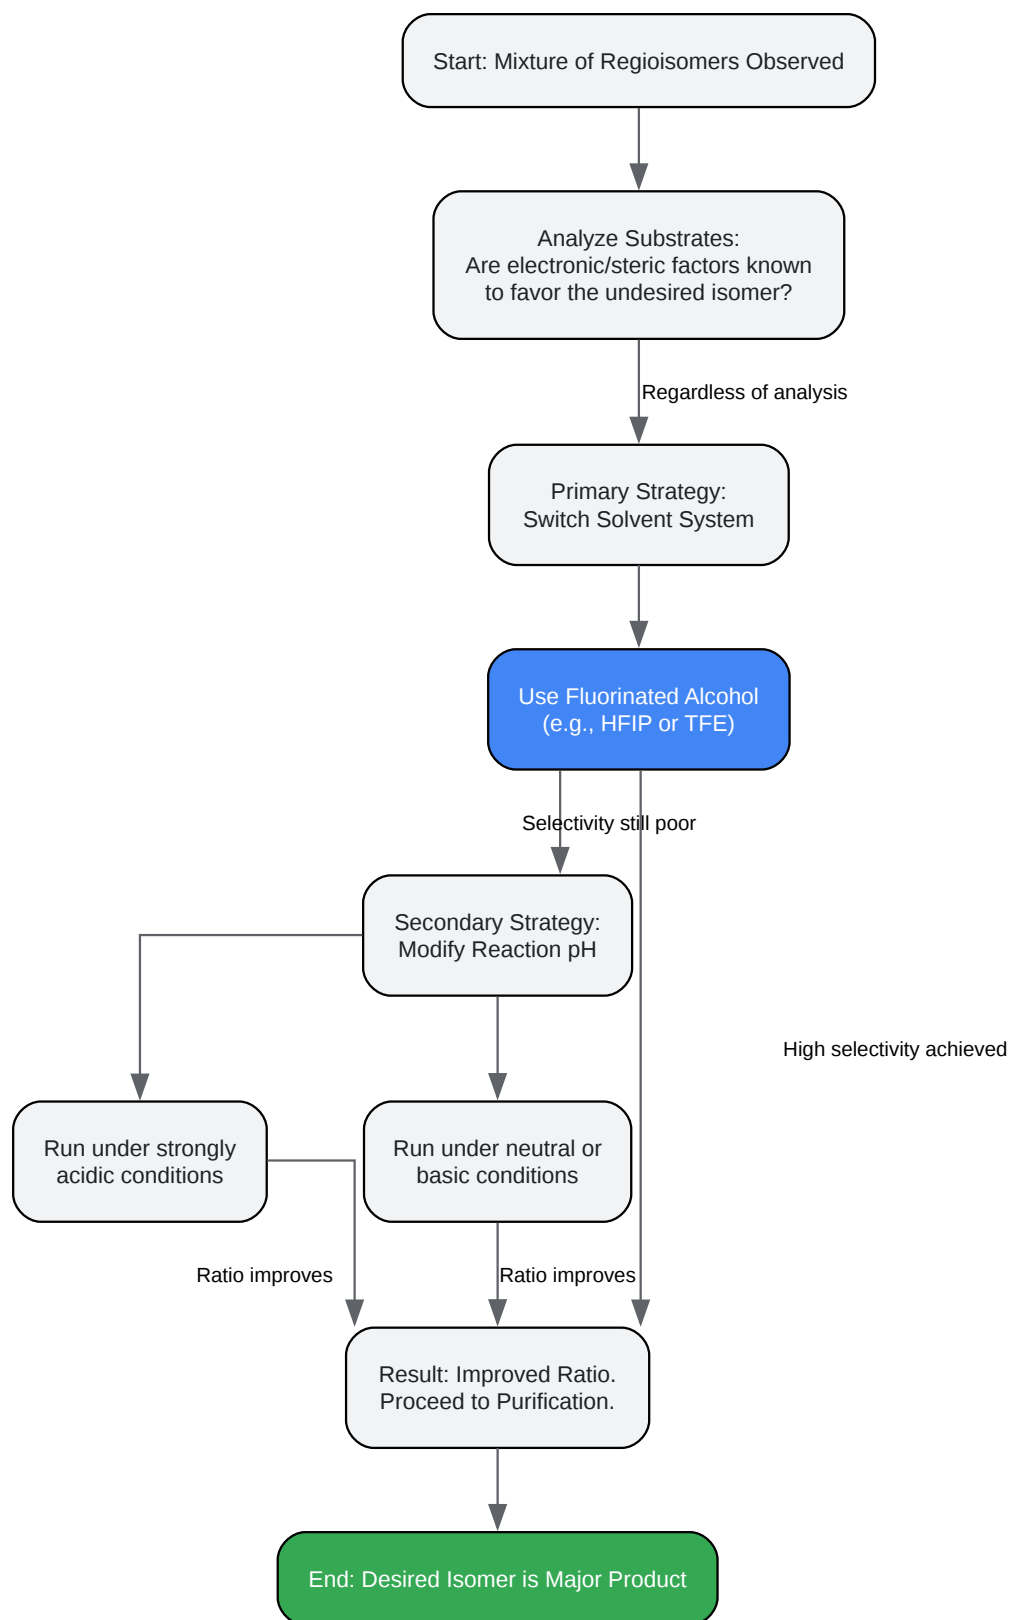 Start: Mixture of Regioisomers Observed
Analyze Substrates:
Are electronic/steric factors known
to favor the undesired isomer?
Regardless of analysis
Primary Strategy:
Switch Solvent System
Use Fluorinated Alcohol
(e.g., HFIP or TFE)
Selectivity still poor
Secondary Strategy:
Modify Reaction pH
High selectivity achieved
Run under strongly
acidic conditions
Run under neutral or
basic conditions
Ratio improves
Ratio improves
Result: Improved Ratio.
Proceed to Purification.
End: Desired Isomer is Major Product